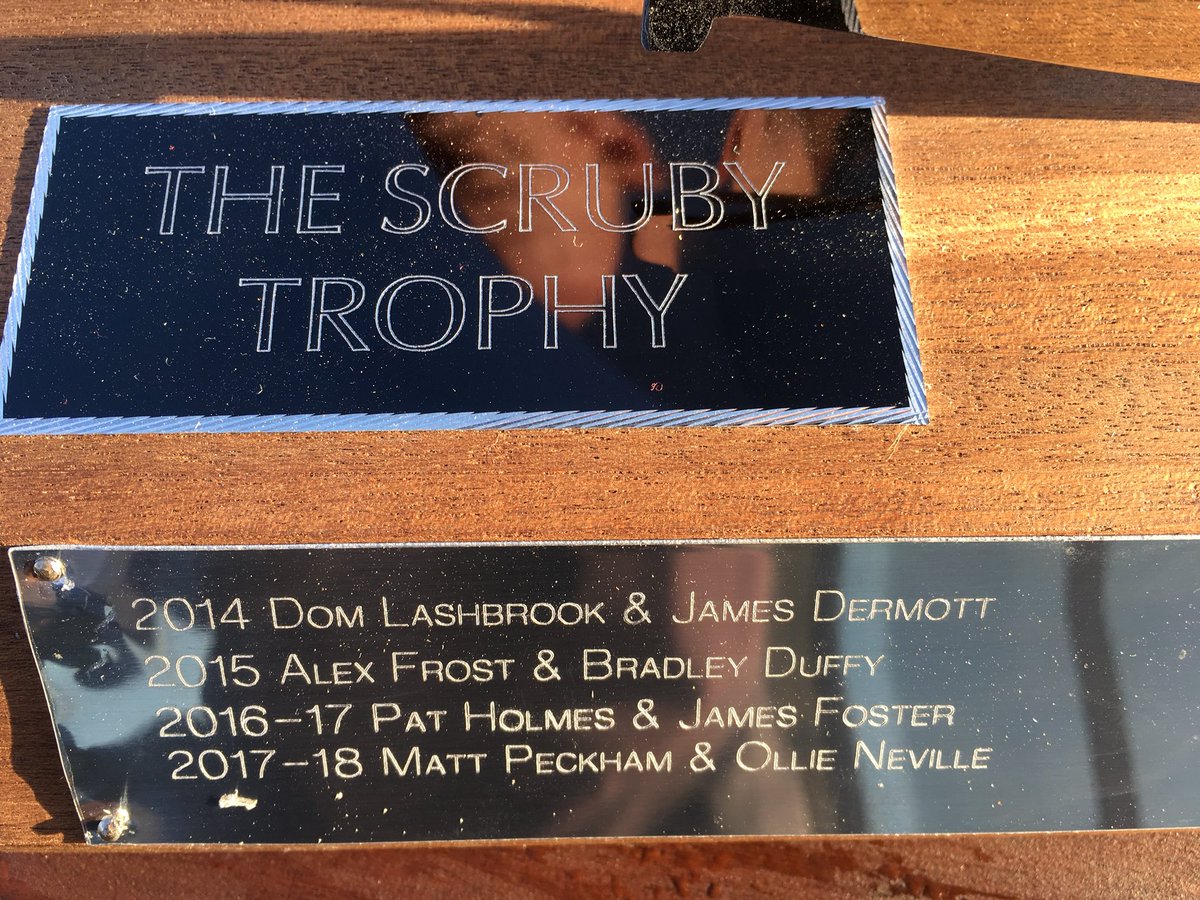 THE SCRUBY
TROPHY
2014 DOM LASHBROOK & JAMES DERMOTT
2015 ALEX FROST & BRADLEY DUFFY
2016-17 PAT HOLMES & JAMES FOSTER
2017-18 MATT PECKHAM & OLLIE NEVILLE